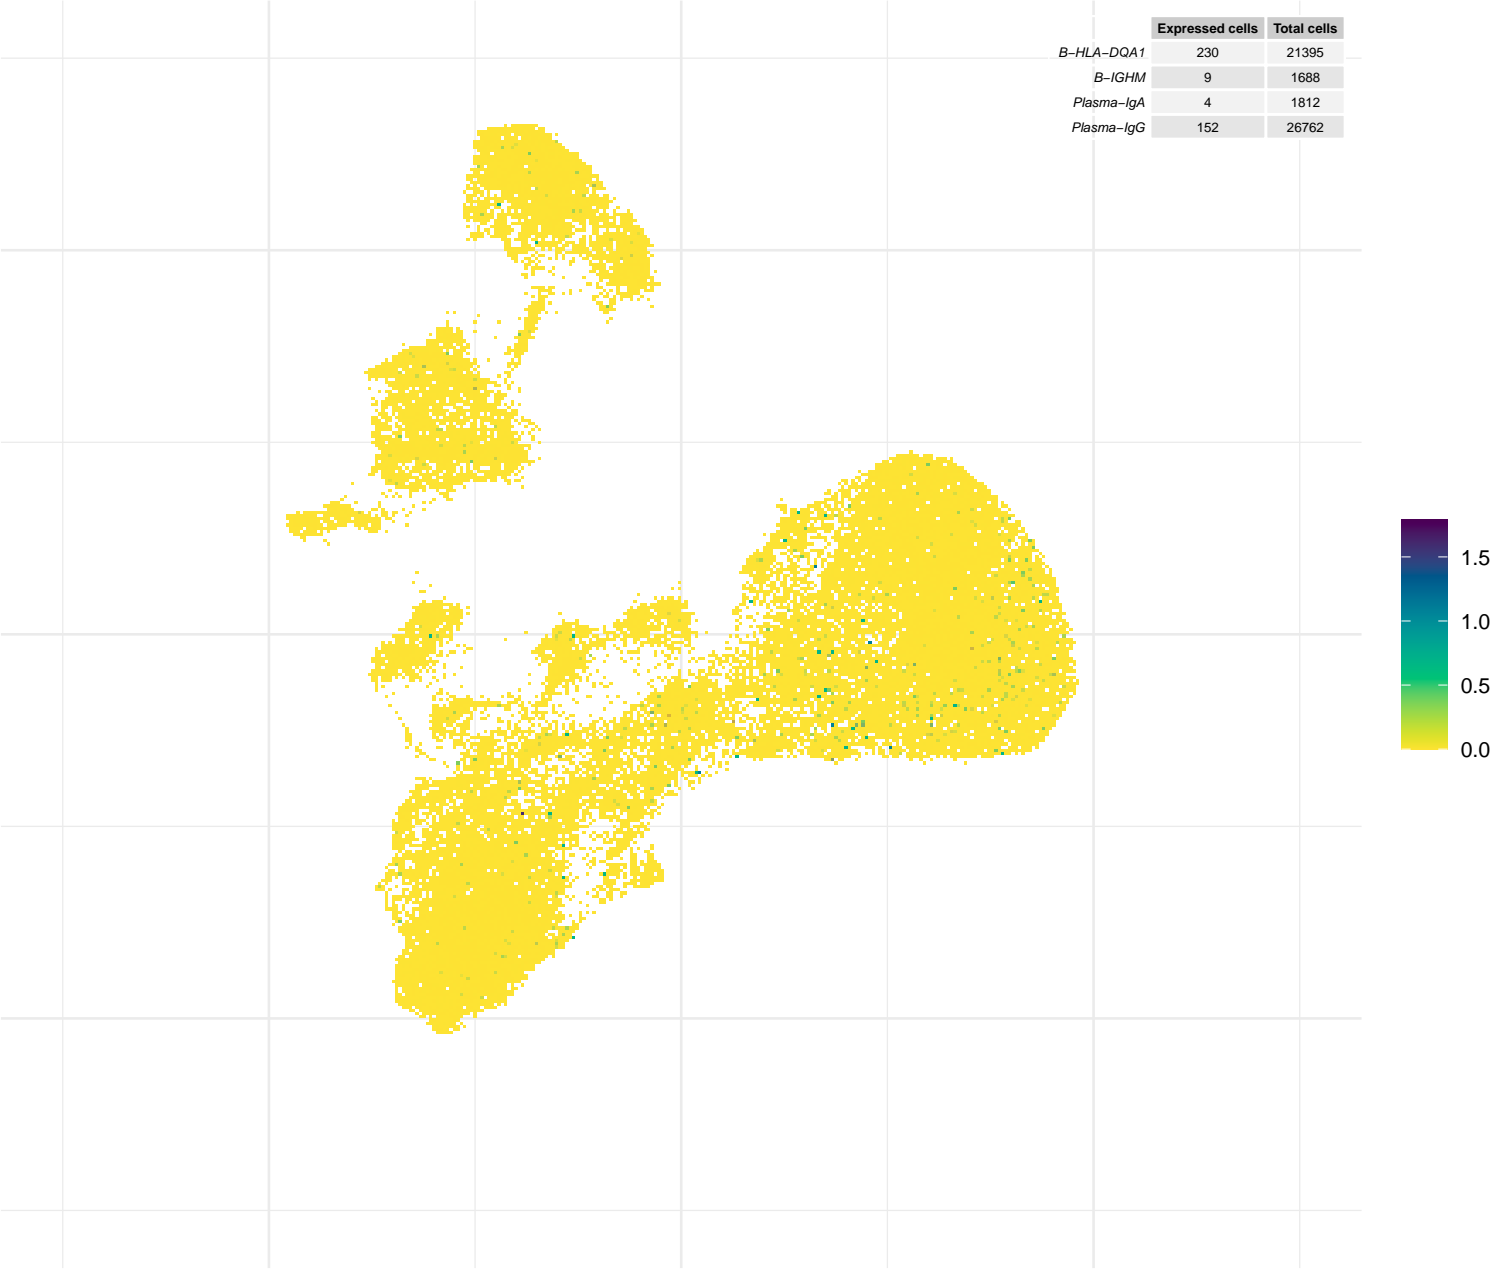 Expressed cells Total cells
B−HLA−DQA1 230 21395
B−IGHM 9 1688
Plasma−IgA 4 1812
Plasma−IgG 152 26762
1.5
1.0
0.5
0.0